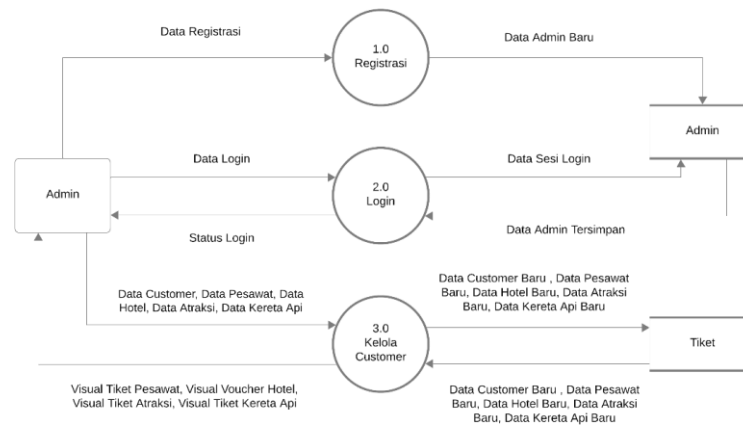 Data Registrasi
1.0
Registrasi
Data Admin Baru
Admin
Data Login
2.0
Login
Data Sesi Login
Admin
Status Login
Data Admin Tersimpan
Data Customer, Data Pesawat, Data
Hotel, Data Atraksi, Data Kereta Api
3.0
Kelola
Customer
Data Customer Baru , Data Pesawat
Baru, Data Hotel Baru, Data Atraksi
Baru, Data Kereta Api Baru
Tiket
Visual Tiket Pesawat, Visual Voucher Hotel,
Visual Tiket Atraksi, Visual Tiket Kereta Api
Data Customer Baru , Data Pesawat
Baru, Data Hotel Baru, Data Atraksi
Baru, Data Kereta Api Baru